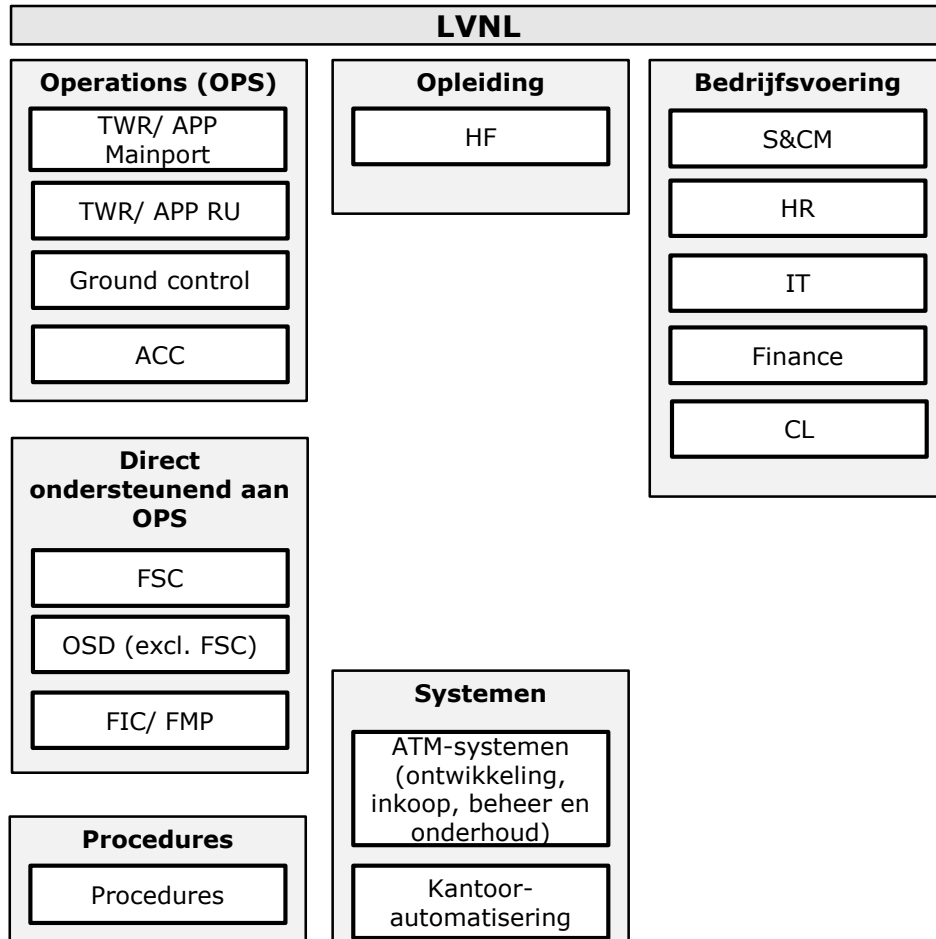 LVNL
Operations (OPS)
TWR/ APP
Mainport
TWR/ APP RU
Ground control
ACC
Direct
ondersteunend aan
OPS
FSC
OSD (excl. FSC)
FIC/ FMP
Procedures
Procedures
Opleiding
HF
Systemen
ATM-systemen
(ontwikkeling,
inkoop, beheer en
onderhoud)
Kantoor-
automatisering
Bedrijfsvoering
S&CM
HR
IT
Finance
CL